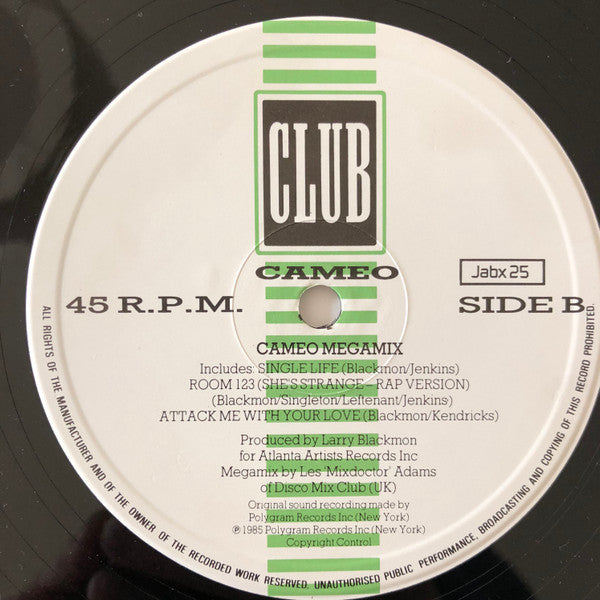 CLUB
CAMEO
Jabx 25
45 R.P.M.
SIDE B
CAMEO MEGAMIX
Includes: SINGLE LIFE (Blackmon/Jenkins)
ROOM 123 (SHE'S STRANGE – RAP VERSION)
(Blackmon/Singleton/Leftenant/Jenkins)
ATTACK ME WITH YOUR LOVE (Blackmon/Kendricks)
Produced by Larry Blackmon
for Atlanta Artists Records Inc
Megamix by Les 'Mixdoctor' Adams
of Disco Mix Club (UK)
Original sound recording made by
Polygram Records Inc (New York)
℗ 1985 Polygram Records Inc (New York)
Copyright Control
ALL RIGHTS OF THE MANUFACTURER AND OF THE OWNER OF THE RECORDED WORK RESERVED. UNAUTHORISED PUBLIC PERFORMANCE, BROADCASTING AND COPYING OF THIS RECORD PROHIBITED.